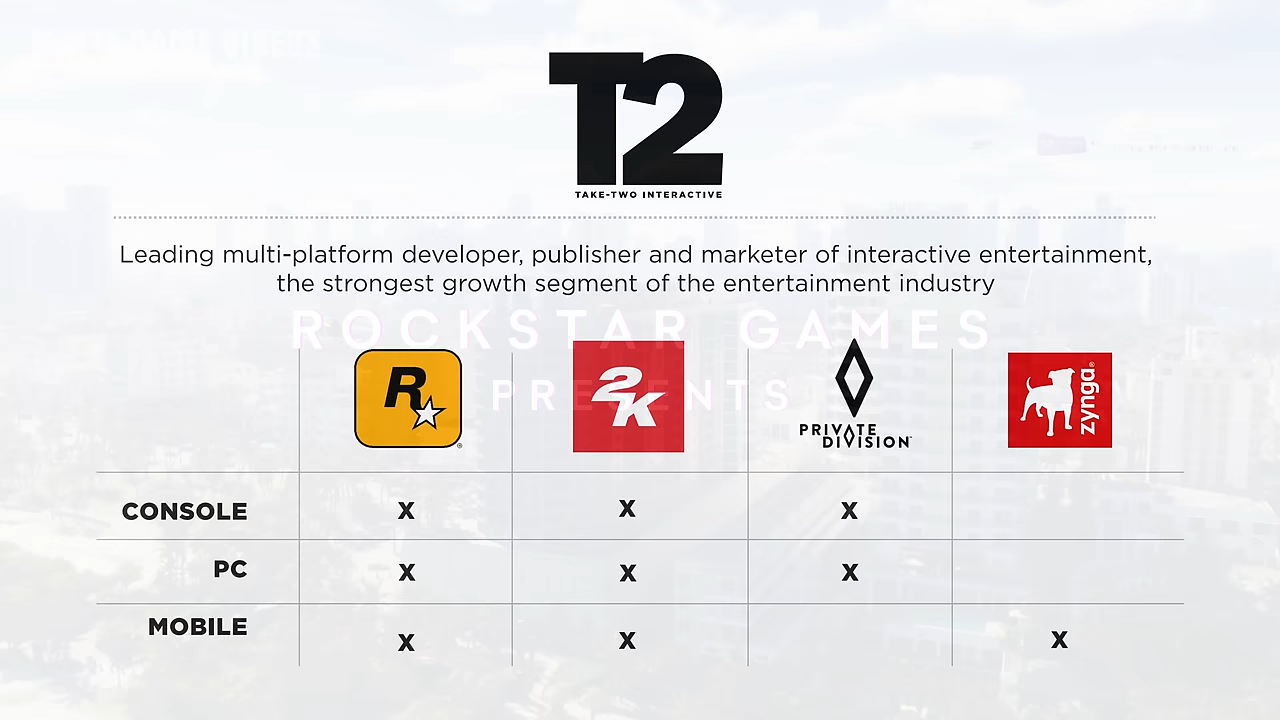 T2
TAKE-TWO INTERACTIVE
Leading multi-platform developer, publisher and marketer of interactive entertainment,
the strongest growth segment of the entertainment industry
ROCKSTAR GAMES
PRESENTS
R
®
2K
PRIVATE
DIVISION
zynga®
CONSOLE X X X
PC X X X
MOBILE X X X